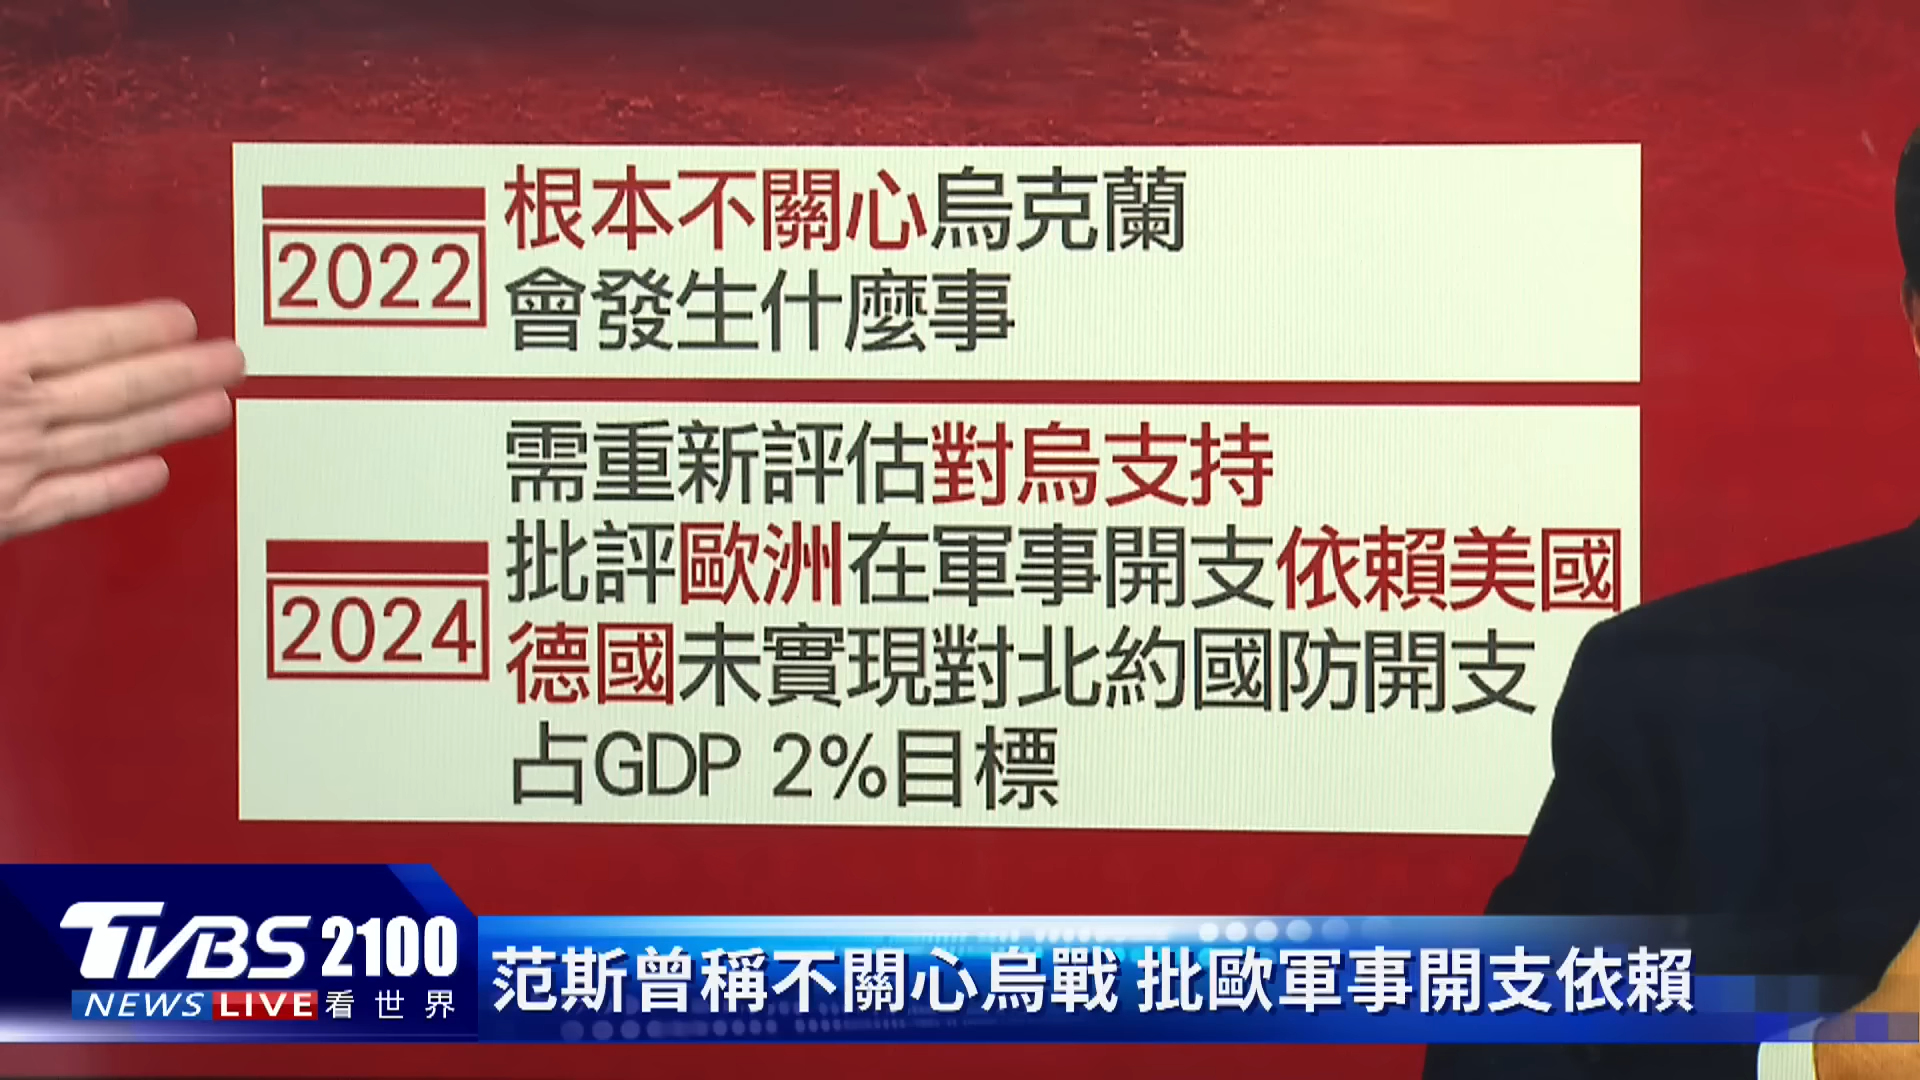 2022
根本不關心烏克蘭
會發生什麼事
2024
需重新評估對烏支持
批評歐洲在軍事開支依賴美國
德國未實現對北約國防開支
占GDP 2%目標
TVBS 2100
NEWS LIVE 看世界
范斯曾稱不關心烏戰 批歐軍事開支依賴